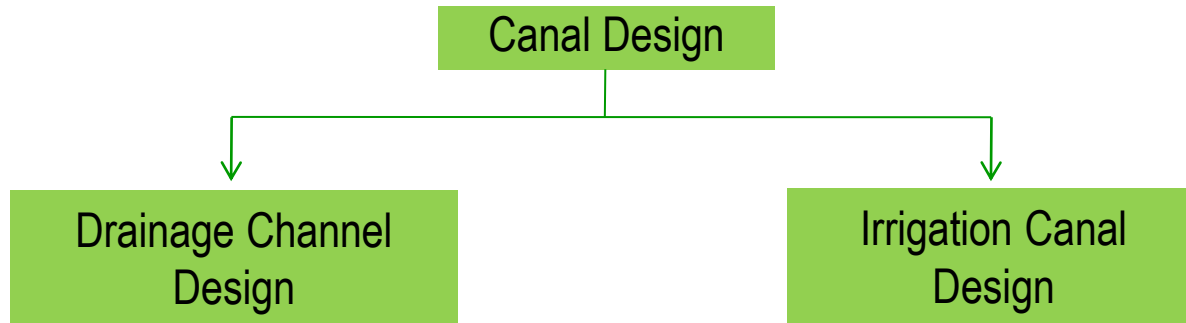 Canal Design
Drainage Channel
Design
Irrigation Canal
Design